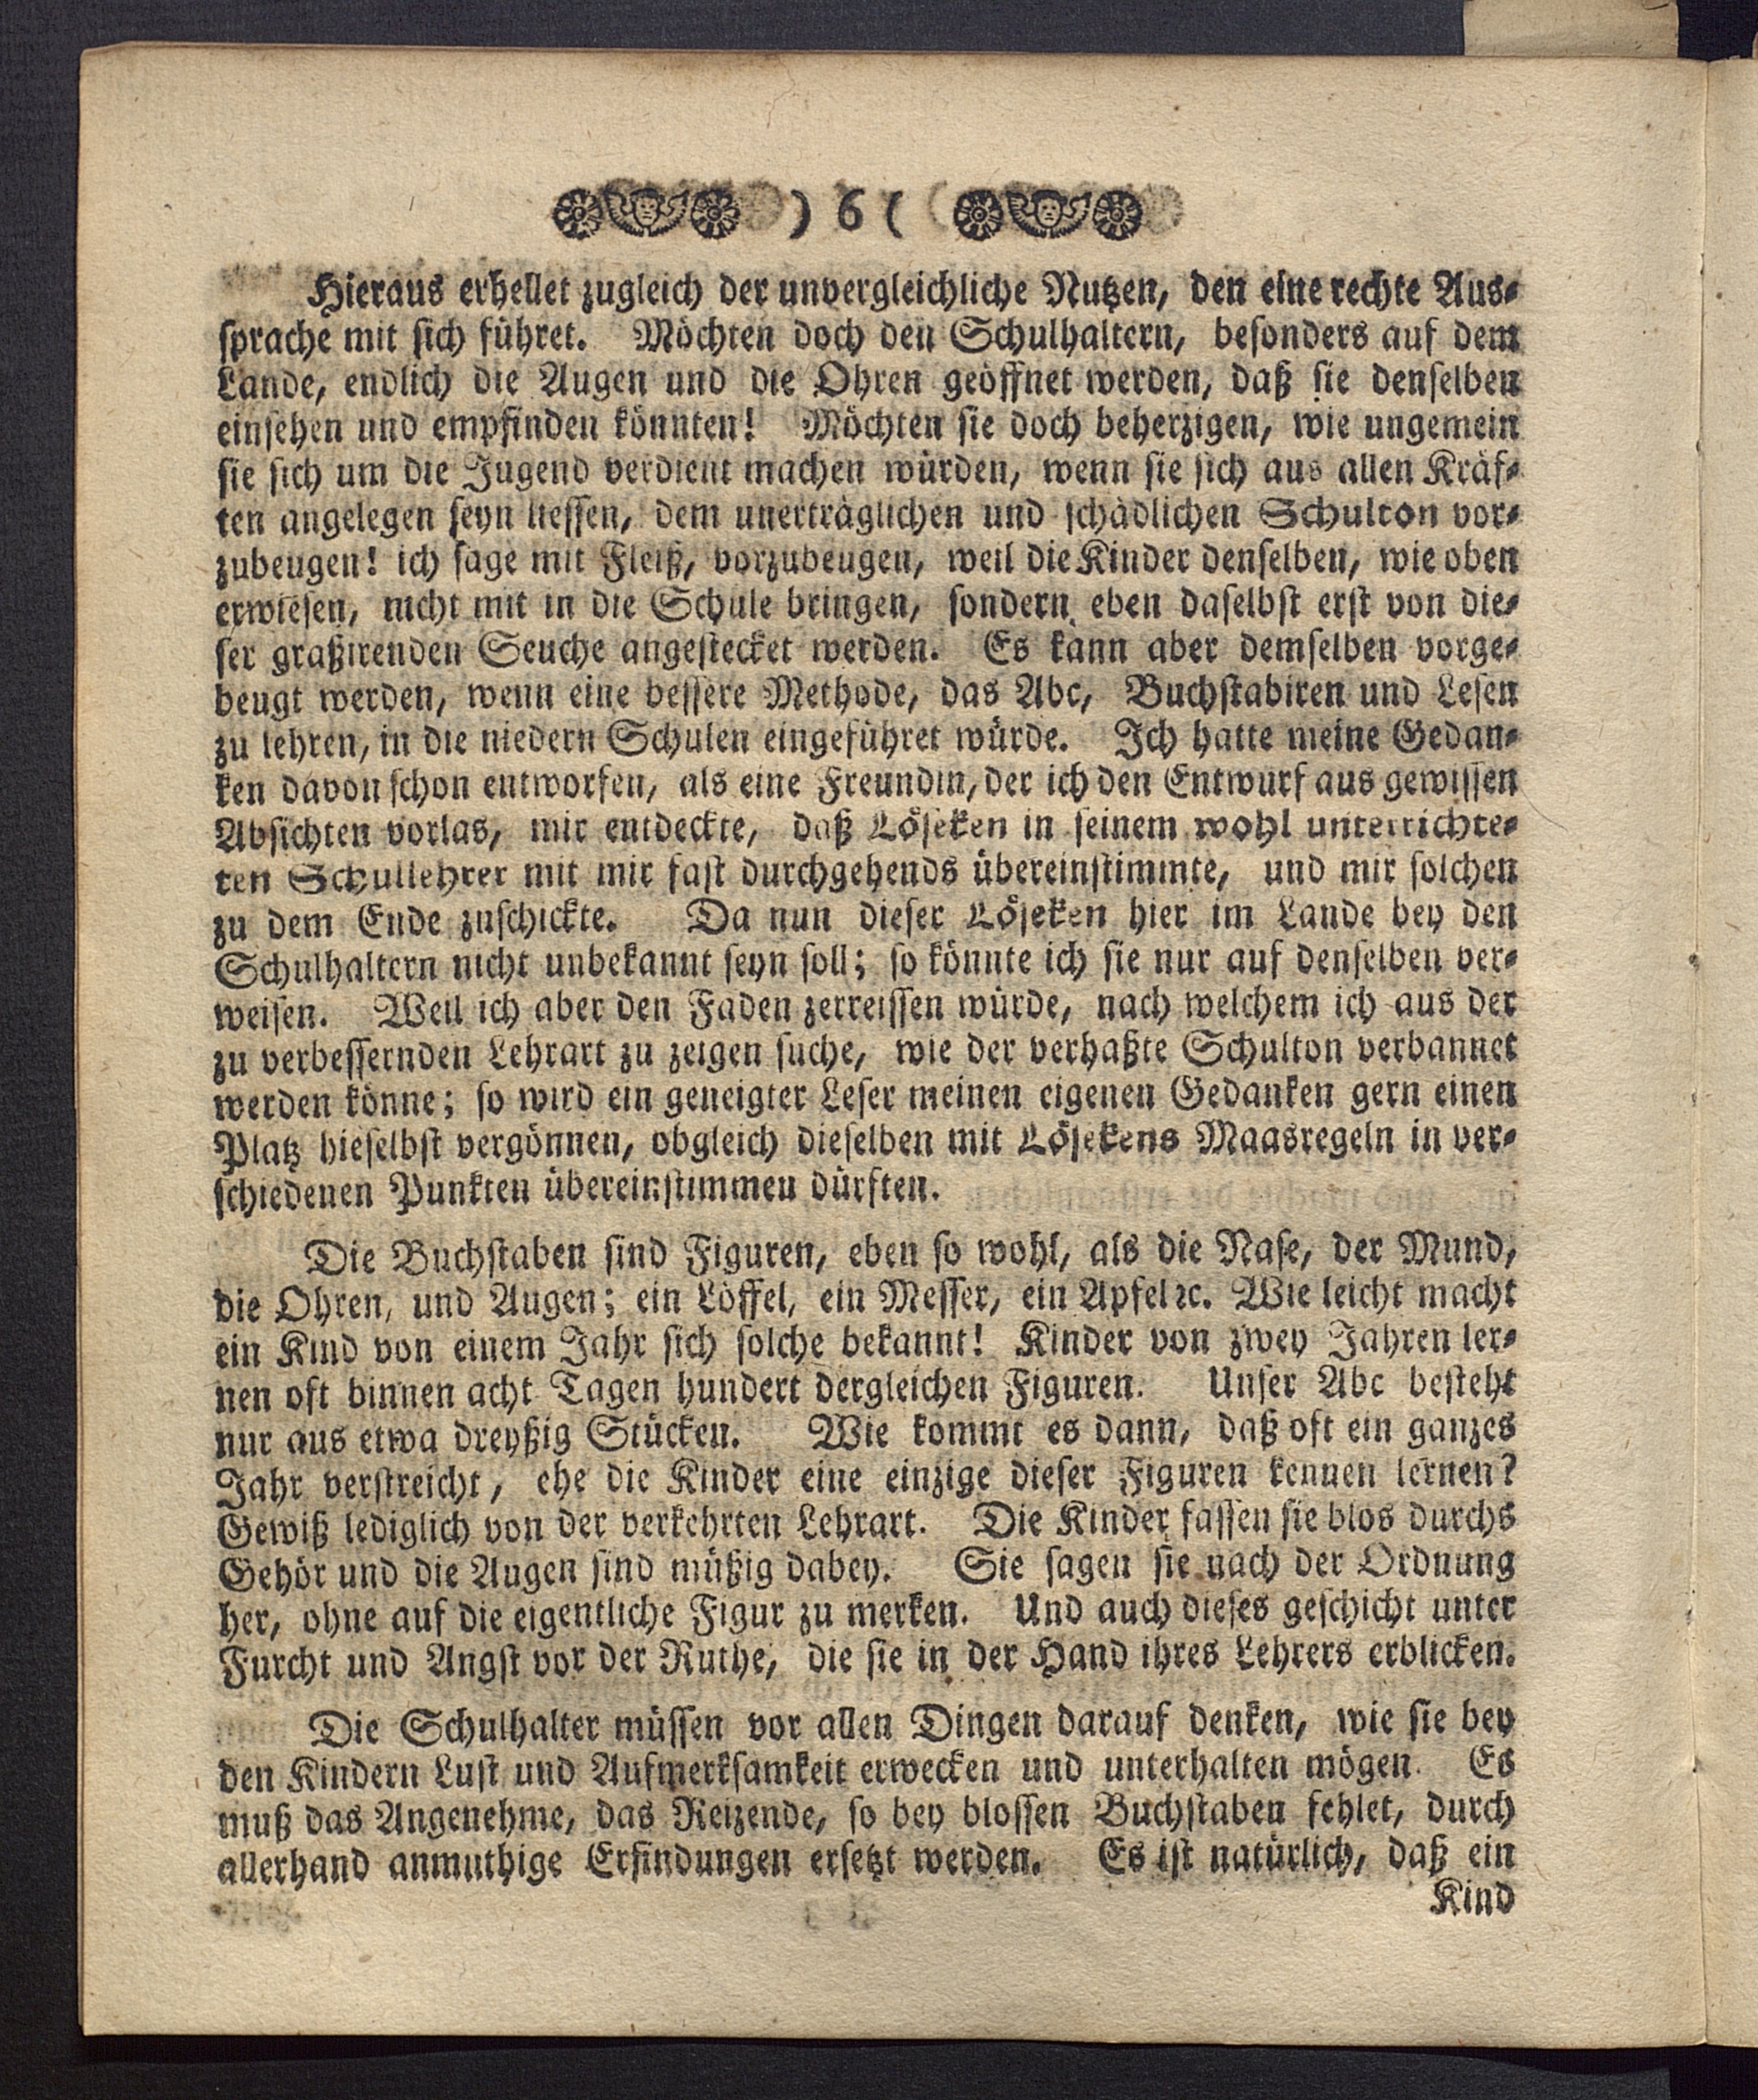 ) 6 (
Hieraus erhellet zugleich der unvergleichliche Nutzen, den eine rechte Aus⸗
sprache mit sich führet. Möchten doch den Schulhaltern, besonders auf dem
Lande, endlich die Augen und die Ohren geöffnet werden, daß sie denselben
einsehen und empfinden könnten! Möchten sie doch beherzigen, wie ungemein
sie sich um die Jugend verdient machen würden, wenn sie sich aus allen Kräf⸗
ten angelegen seyn liessen, dem unerträglichen und schädlichen Schulton vor⸗
zubeugen! ich sage mit Fleiß, vorzubeugen, weil die Kinder denselben, wie oben
erwiesen, nicht mit in die Schule bringen, sondern eben daselbst erst von die⸗
ser graßirenden Seuche angestecket werden. Es kann aber demselben vorge⸗
beugt werden, wenn eine bessere Methode, das Abc, Buchstabiren und Lesen
zu lehren, in die niedern Schulen eingeführet würde. Ich hatte meine Gedan⸗
ken davon schon entworfen, als eine Freundin, der ich den Entwurf aus gewissen
Absichten vorlas, mir entdeckte, daß Löseken in seinem wohl unterrichte⸗
ten Schullehrer mit mir fast durchgehends übereinstimmte, und mir solchen
zu dem Ende zuschickte. Da nun dieser Löseken hier im Lande bey den
Schulhaltern nicht unbekannt seyn soll; so könnte ich sie nur auf denselben ver⸗
weisen. Weil ich aber den Faden zerreissen würde, nach welchem ich aus der
zu verbessernden Lehrart zu zeigen suche, wie der verhaßte Schulton verbannet
werden könne; so wird ein geneigter Leser meinen eigenen Gedanken gern einen
Platz hieselbst vergönnen, obgleich dieselben mit Lösekens Maasregeln in ver⸗
schiedenen Punkten übereinstimmen dürften.
Die Buchstaben sind Figuren, eben so wohl, als die Nase, der Mund,
die Ohren, und Augen; ein Löffel, ein Messer, ein Apfel ꝛc. Wie leicht macht
ein Kind von einem Jahr sich solche bekannt! Kinder von zwey Jahren ler⸗
nen oft binnen acht Tagen hundert dergleichen Figuren. Unser Abc besteht
nur aus etwa dreyßig Stücken. Wie kommt es dann, daß oft ein ganzes
Jahr verstreicht, ehe die Kinder eine einzige dieser Figuren kennen lernen?
Gewiß lediglich von der verkehrten Lehrart. Die Kinder fassen sie blos durchs
Gehör und die Augen sind müßig dabey. Sie sagen sie nach der Ordnung
her, ohne auf die eigentliche Figur zu merken. Und auch dieses geschicht unter
Furcht und Angst vor der Ruthe, die sie in der Hand ihres Lehrers erblicken.
Die Schulhalter müssen vor allen Dingen darauf denken, wie sie bey
den Kindern Lust und Aufmerksamkeit erwecken und unterhalten mögen. Es
muß das Angenehme, das Reizende, so bey blossen Buchstaben fehlet, durch
allerhand anmuthige Erfindungen ersetzt werden. Es ist natürlich, daß ein
Kind